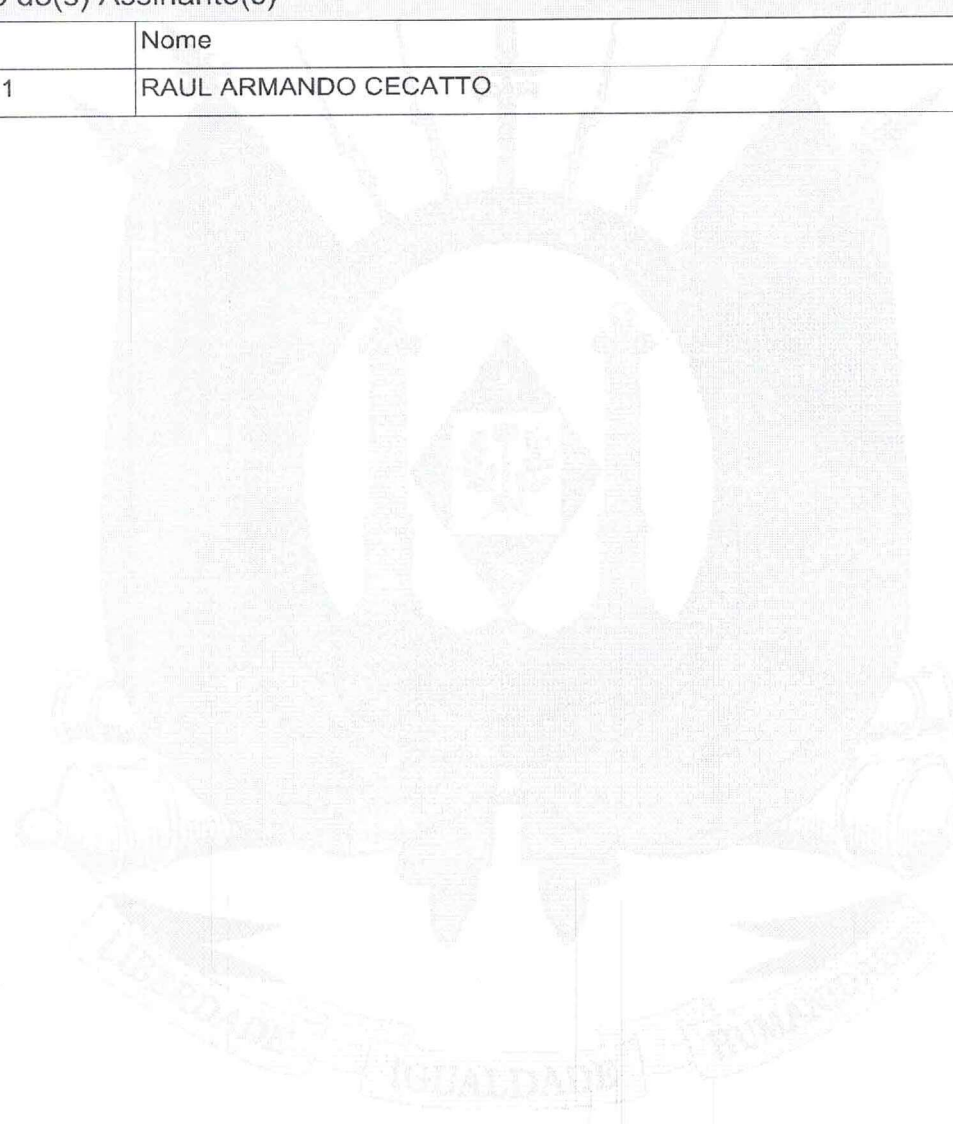 do(s) Assinante(s)
Nome
1 RAUL ARMANDO CECATTO
LIBERDADE IGUALDADE HUMANIDADE